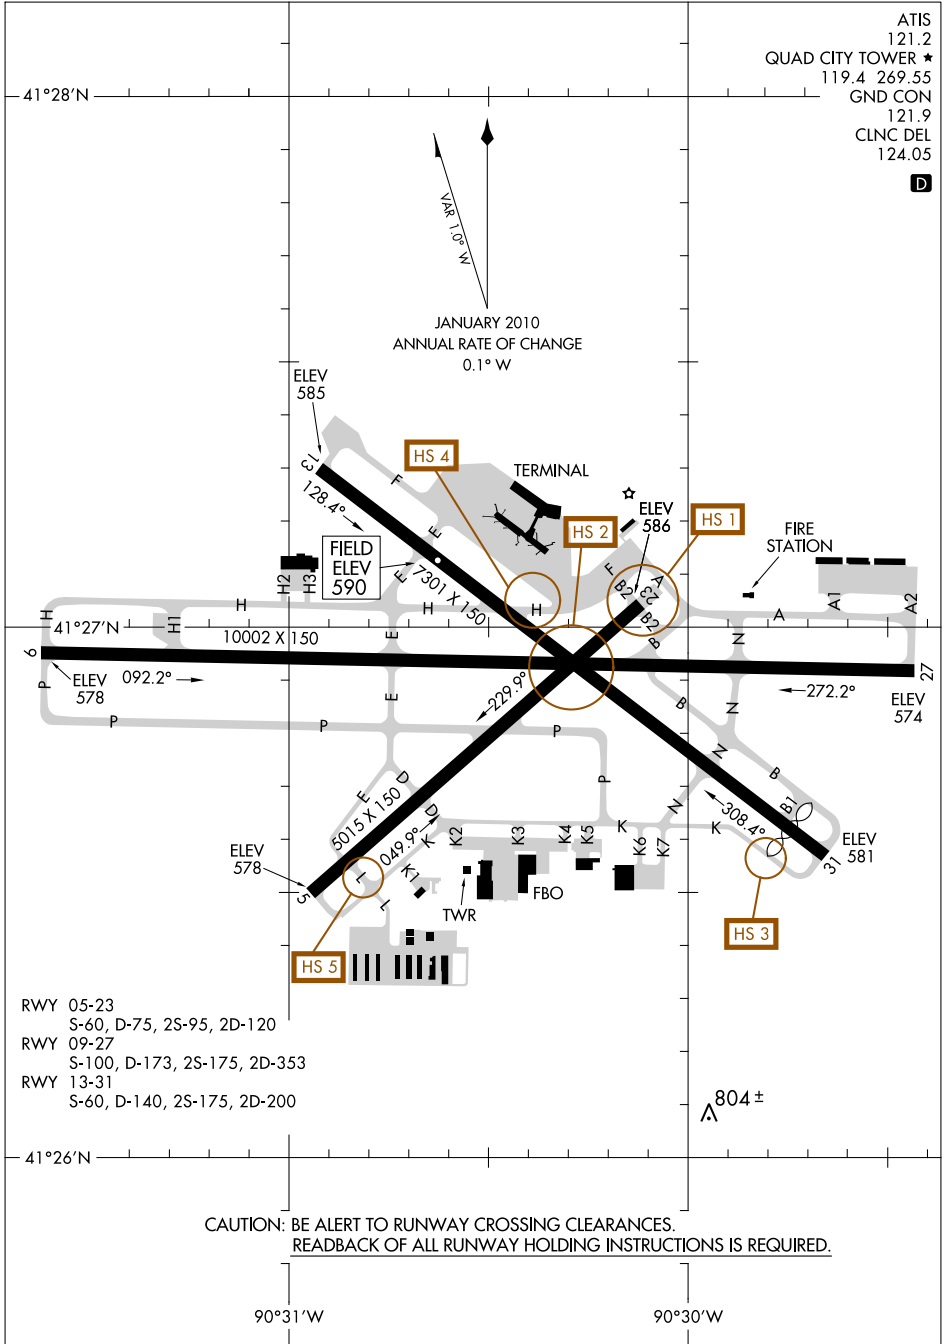 ATIS
121.2
QUAD CITY TOWER ★
119.4 269.55
GND CON
121.9
CLNC DEL
124.05
D
41°28'N
VAR 1.0° W
JANUARY 2010
ANNUAL RATE OF CHANGE
0.1° W
ELEV
585
13
128.4°
F
HS 4
TERMINAL
HS 2
ELEV
586
HS 1
FIRE
STATION
FIELD
ELEV
590
E
E
7301 X 150
H2
H3
H
H
H
H
H1
F
A
B2
23
B2
B
A
A1
A2
N
41°27'N
10002 X 150
E
9
ELEV
578
092.2°
P
E
229.9°
272.2°
27
ELEV
574
N
B
P
P
P
P
N
B
B1
E
D
D
5015 X 150
049.9°
K
K2
K3
K4
K5
K
K6
K7
N
K
308.4°
31
ELEV
581
ELEV
578
5
L
L
K1
TWR
FBO
HS 3
HS 5
RWY 05-23
S-60, D-75, 2S-95, 2D-120
RWY 09-27
S-100, D-173, 2S-175, 2D-353
RWY 13-31
S-60, D-140, 2S-175, 2D-200
804±
41°26'N
CAUTION: BE ALERT TO RUNWAY CROSSING CLEARANCES.
READBACK OF ALL RUNWAY HOLDING INSTRUCTIONS IS REQUIRED.
90°31'W
90°30'W